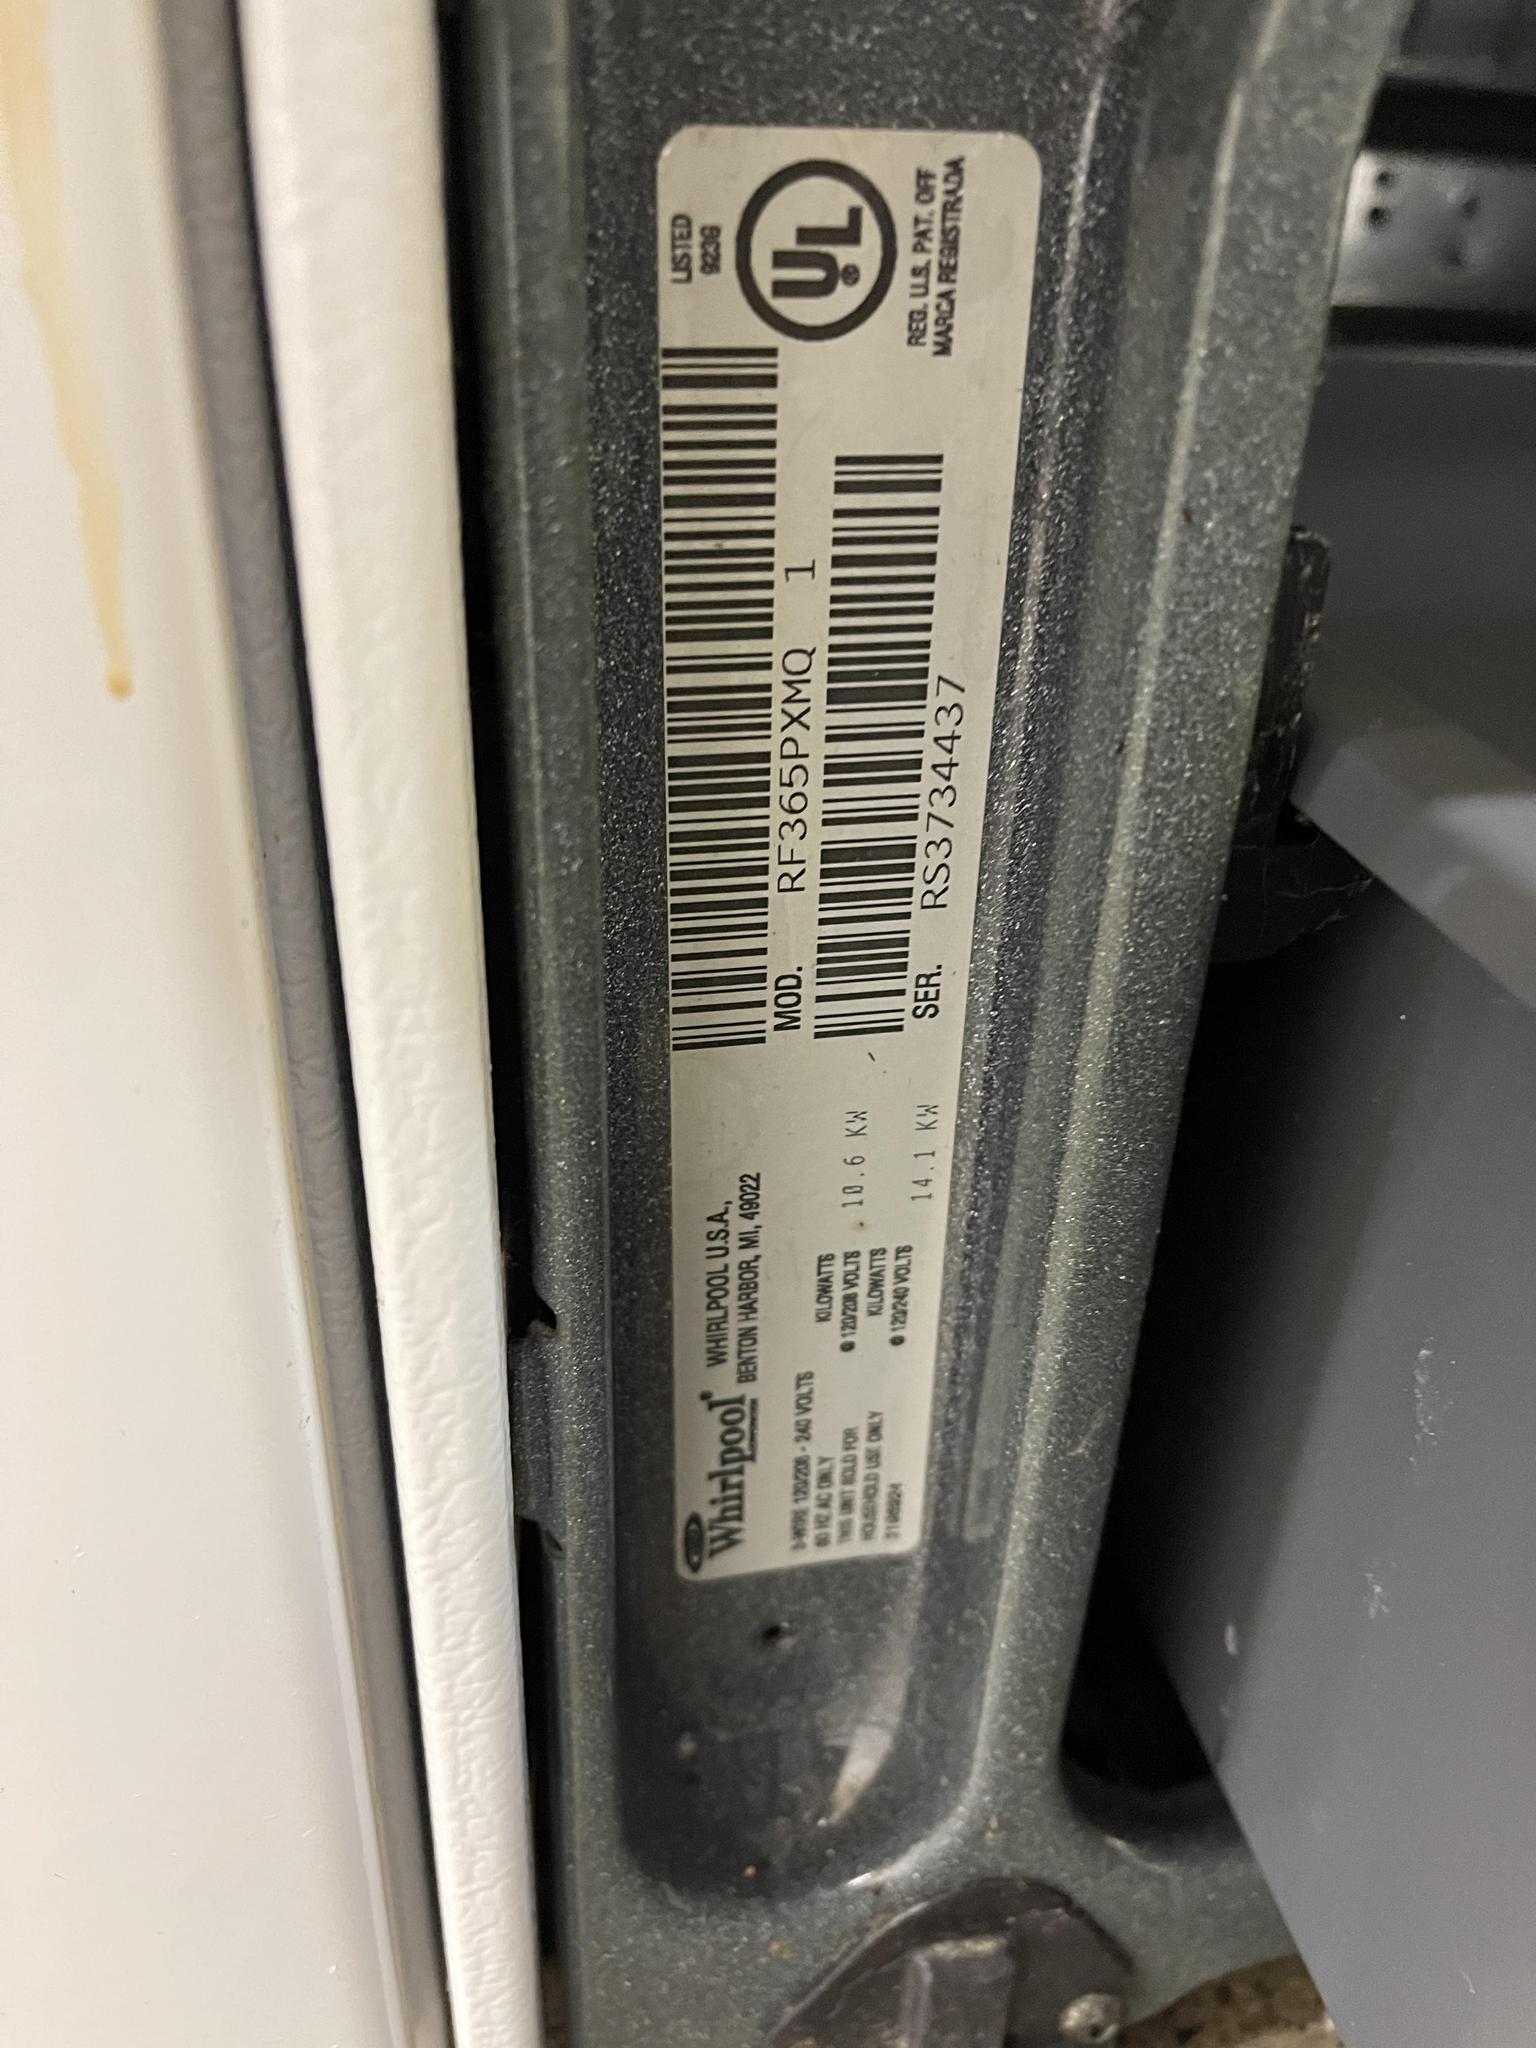 Whirlpool®
WHIRLPOOL U.S.A.,
BENTON HARBOR, MI, 49022
3-WIRE 120/208 - 240 VOLTS
60 HZ AC ONLY
THIS UNIT SOLD FOR
HOUSEHOLD USE ONLY
KILOWATTS
@ 120/208 VOLTS 10.6 KW
KILOWATTS
@ 120/240 VOLTS 14.1 KW
MOD. RF365PXMQ 1
SER. RS3734437
LISTED
923G
UL®
REG. U.S. PAT. OFF
MARCA REGISTRADA